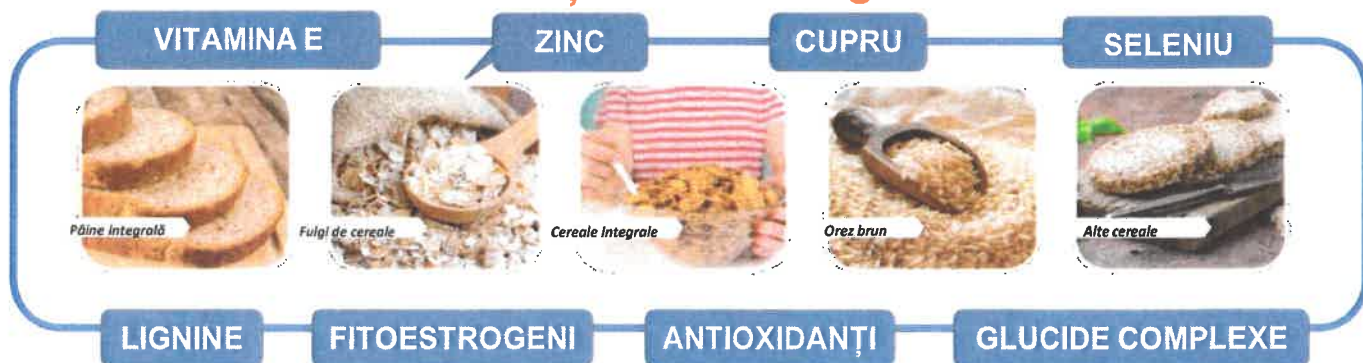 VITAMINA E
ZINC
CUPRU
SELENIU
Pâine integrală
Fulgi de cereale
Cereale Integrale
Orez brun
Alte cereale
LIGNINE
FITOESTROGENI
ANTIOXIDANȚI
GLUCIDE COMPLEXE